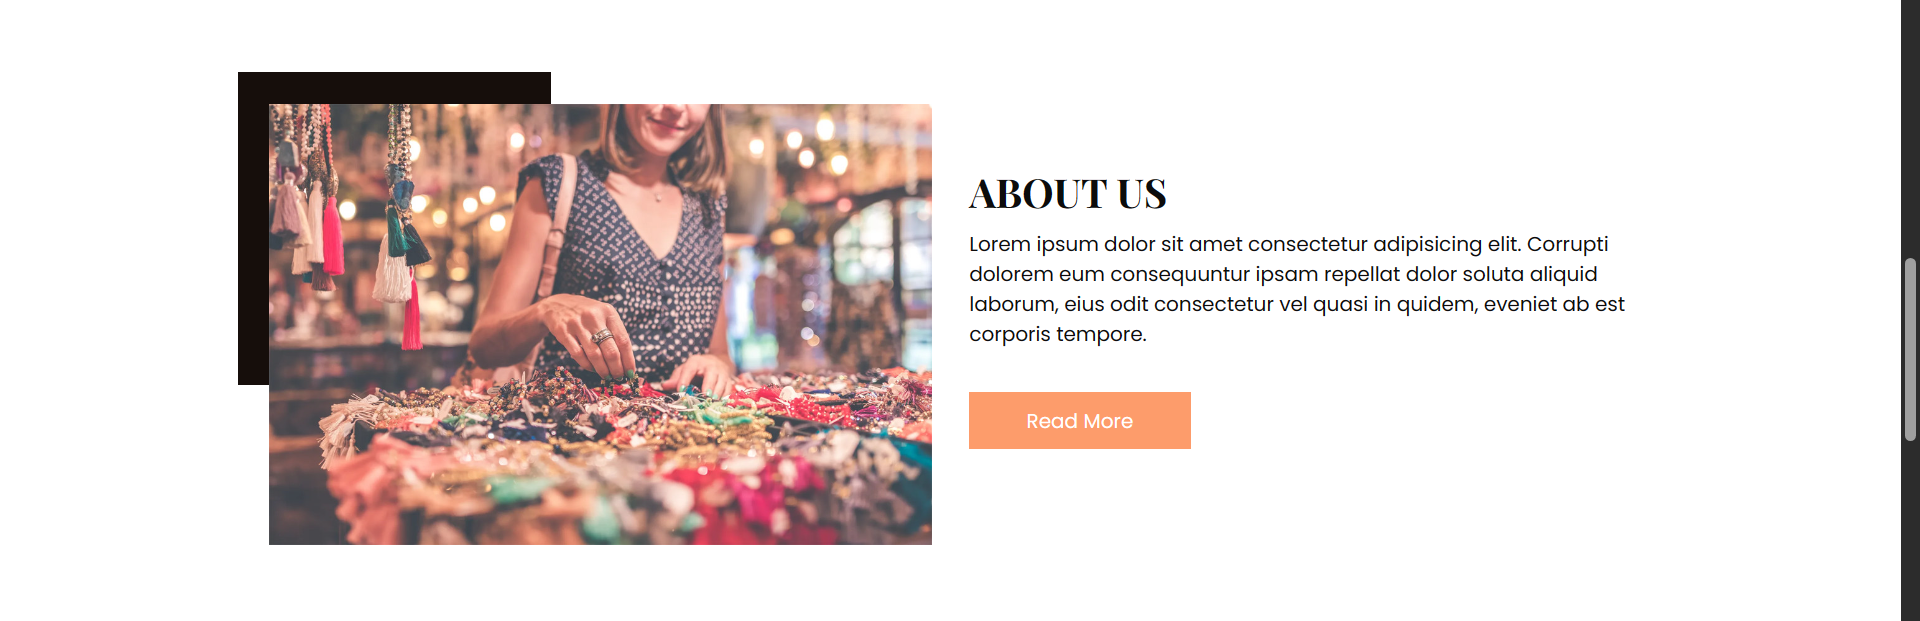 ABOUT US
Lorem ipsum dolor sit amet consectetur adipisicing elit. Corrupti
dolorem eum consequuntur ipsam repellat dolor soluta aliquid
laborum, eius odit consectetur vel quasi in quidem, eveniet ab est
corporis tempore.
Read More